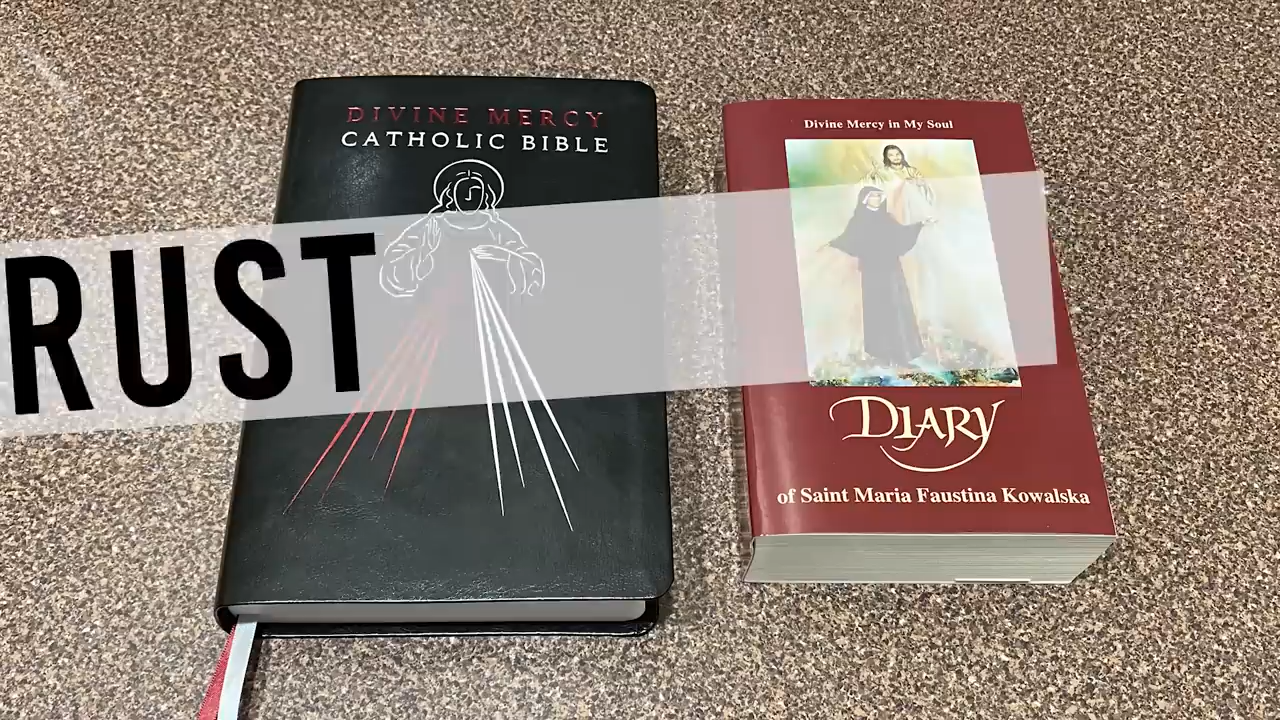 DIVINE MERCY
CATHOLIC BIBLE
Divine Mercy in My Soul
RUST
DIARY
of Saint Maria Faustina Kowalska